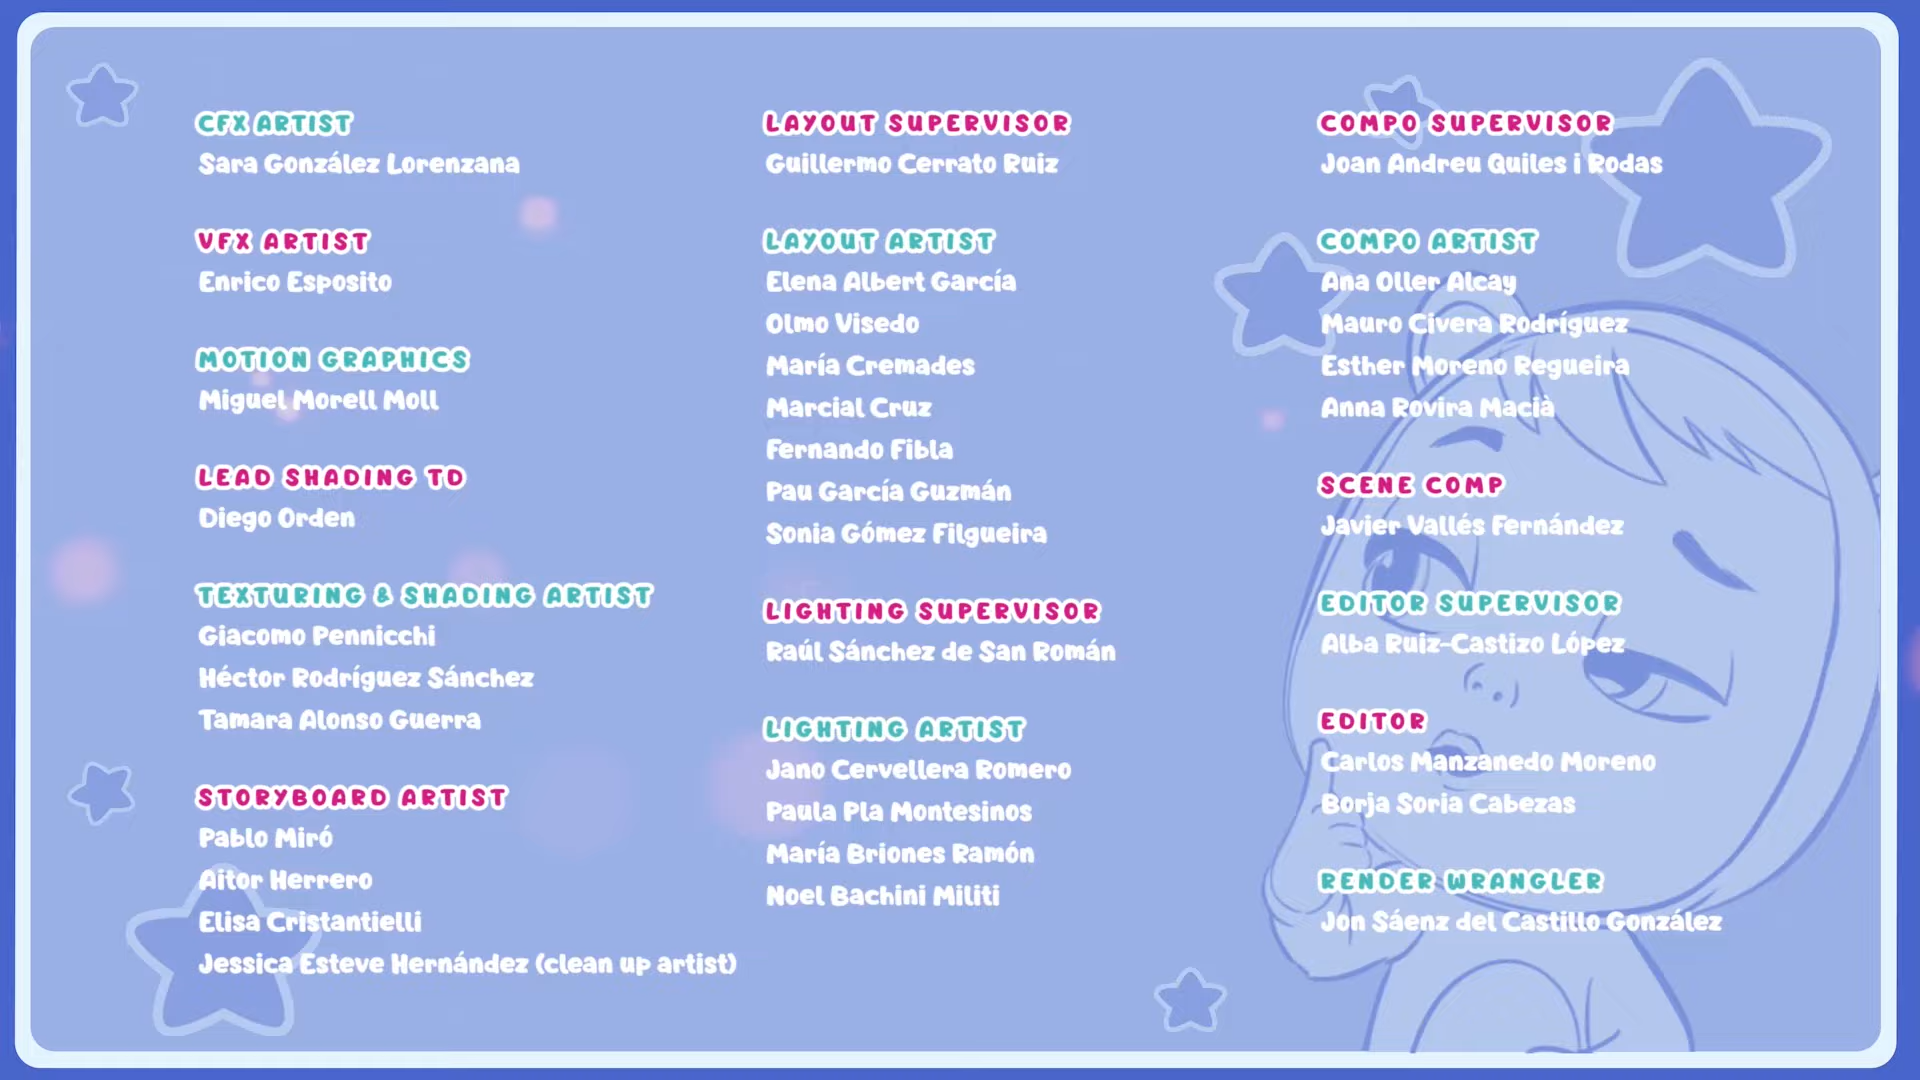 CFX ARTIST
Sara González Lorenzana
VFX ARTIST
Enrico Esposito
MOTION GRAPHICS
Miguel Morell Moll
LEAD SHADING TD
Diego Orden
TEXTURING & SHADING ARTIST
Giacomo Pennicchi
Héctor Rodríguez Sánchez
Tamara Alonso Guerra
STORYBOARD ARTIST
Pablo Miró
Aitor Herrero
Elisa Cristantielli
Jessica Esteve Hernández (clean up artist)
LAYOUT SUPERVISOR
Guillermo Cerrato Ruiz
LAYOUT ARTIST
Elena Albert García
Olmo Visedo
María Cremades
Marcial Cruz
Fernando Fibla
Pau García Guzmán
Sonia Gómez Filgueira
LIGHTING SUPERVISOR
Raúl Sánchez de San Román
LIGHTING ARTIST
Jano Cervellera Romero
Paula Pla Montesinos
María Briones Ramón
Noel Bachini Militi
COMPO SUPERVISOR
Joan Andreu Quiles i Rodas
COMPO ARTIST
Ana Oller Alcay
Mauro Civera Rodríguez
Esther Moreno Regueira
Anna Rovira Macià
SCENE COMP
Javier Vallés Fernández
EDITOR SUPERVISOR
Alba Ruiz-Castizo López
EDITOR
Carlos Manzanedo Moreno
Borja Soria Cabezas
RENDER WRANGLER
Jon Sáenz del Castillo González